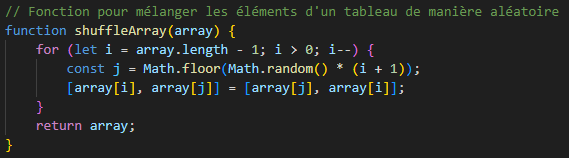 // Fonction pour mélanger les éléments d'un tableau de manière aléatoire
function shuffleArray(array) {
    for (let i = array.length - 1; i > 0; i--) {
        const j = Math.floor(Math.random() * (i + 1));
        [array[i], array[j]] = [array[j], array[i]];
    }
    return array;
}